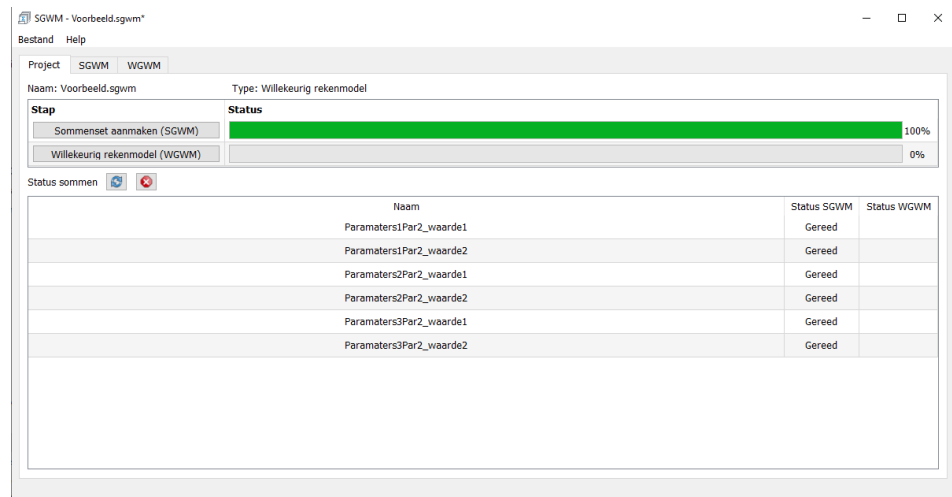 SGWM - Voorbeeld.sgwm*
Bestand Help
Project SGWM WGWM
Naam: Voorbeeld.sgwm Type: Willekeurig rekenmodel
Stap Status
Sommenset aanmaken (SGWM) 100%
Willekeurig rekenmodel (WGWM) 0%
Status sommen
Naam Status SGWM Status WGWM
Paramaters1Par2_waarde1 Gereed
Paramaters1Par2_waarde2 Gereed
Paramaters2Par2_waarde1 Gereed
Paramaters2Par2_waarde2 Gereed
Paramaters3Par2_waarde1 Gereed
Paramaters3Par2_waarde2 Gereed